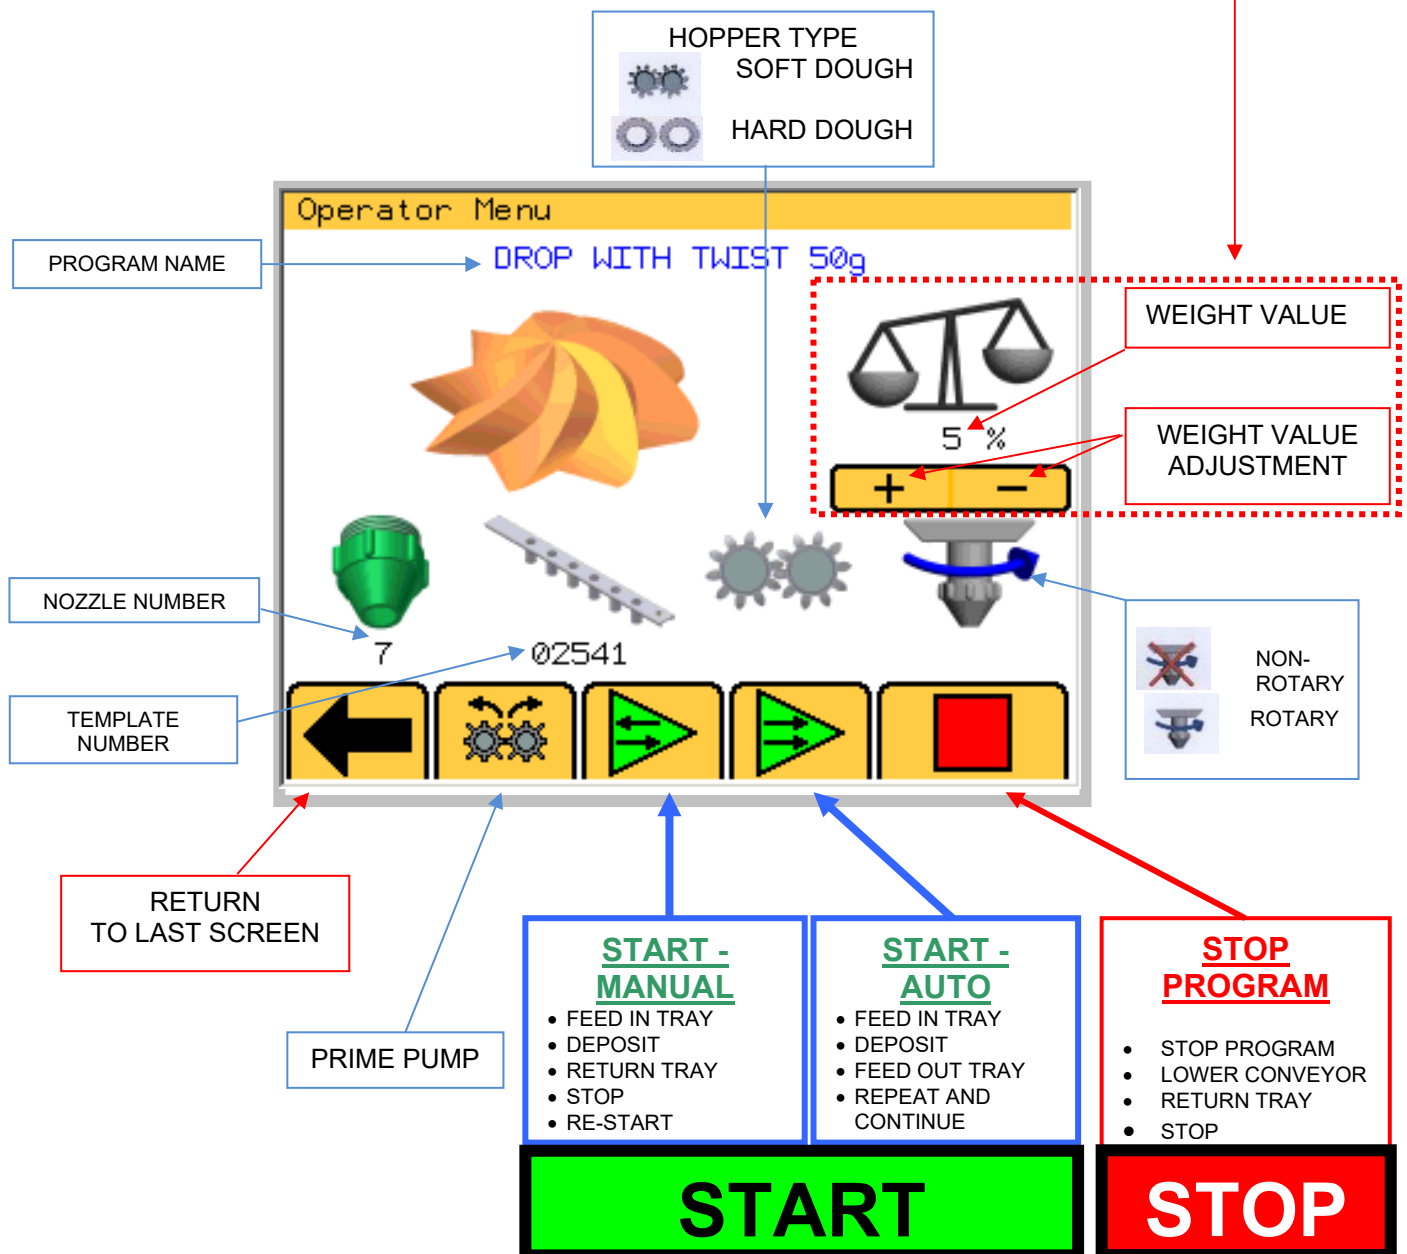 HOPPER TYPE
SOFT DOUGH
HARD DOUGH
Operator Menu
PROGRAM NAME
DROP WITH TWIST 50g
WEIGHT VALUE
5 %
WEIGHT VALUE
ADJUSTMENT
+ −
NOZZLE NUMBER
7
02541
TEMPLATE
NUMBER
NON-
ROTARY
ROTARY
RETURN
TO LAST SCREEN
PRIME PUMP
START -
MANUAL
• FEED IN TRAY
• DEPOSIT
• RETURN TRAY
• STOP
• RE-START
START -
AUTO
• FEED IN TRAY
• DEPOSIT
• FEED OUT TRAY
• REPEAT AND
CONTINUE
STOP
PROGRAM
• STOP PROGRAM
• LOWER CONVEYOR
• RETURN TRAY
• STOP
START
STOP